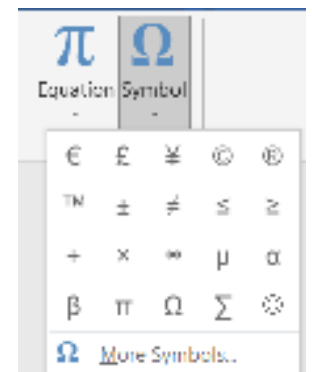 π Ω
Equation Symbol
€ £ ¥ © ®
™ ± ≠ ≤ ≥
÷ × ∞ µ α
β π Ω ∑
Ω More Symbols...